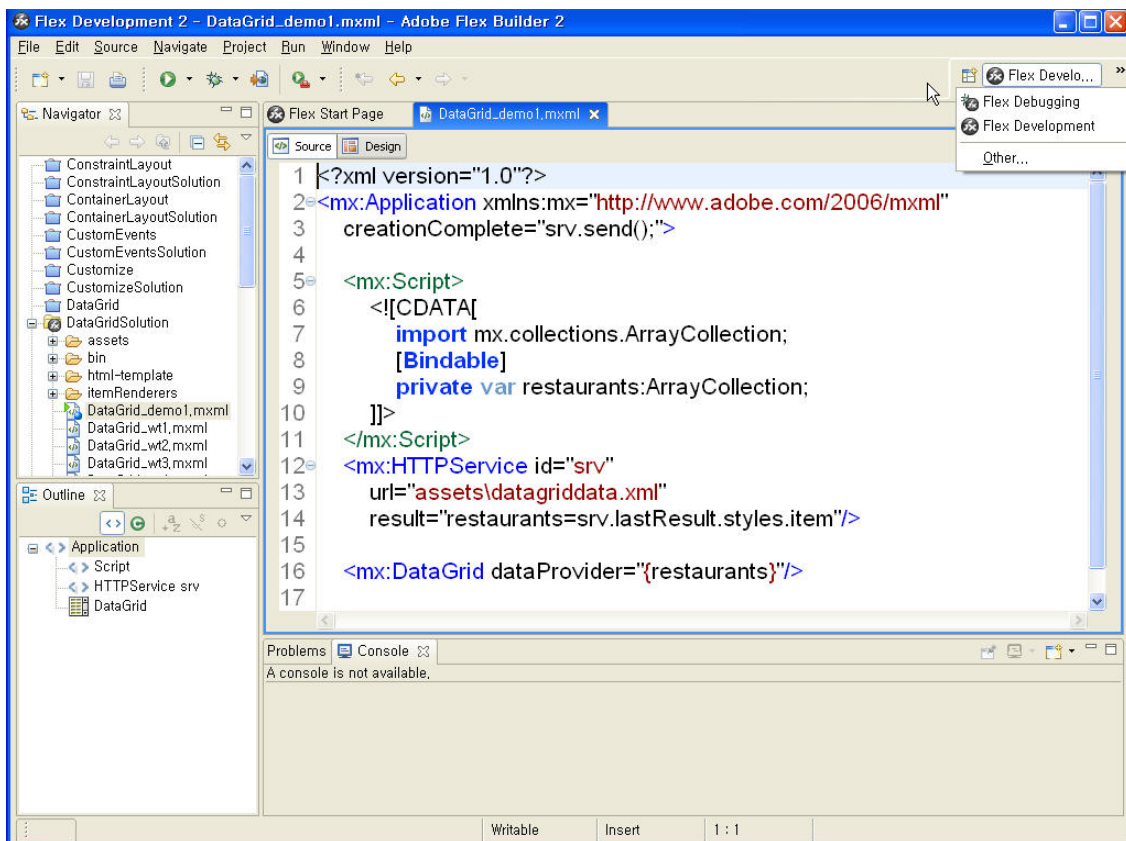 Flex Development 2 - DataGrid_demo1.mxml - Adobe Flex Builder 2
File Edit Source Navigate Project Run Window Help
Flex Develo...
Flex Debugging
Flex Development
Other...
Navigator
ConstraintLayout
ConstraintLayoutSolution
ContainerLayout
ContainerLayoutSolution
CustomEvents
CustomEventsSolution
Customize
CustomizeSolution
DataGrid
DataGridSolution
assets
bin
html-template
itemRenderers
DataGrid_demo1.mxml
DataGrid_wt1.mxml
DataGrid_wt2.mxml
DataGrid_wt3.mxml
Outline
Application
Script
HTTPService srv
DataGrid
Flex Start Page DataGrid_demo1.mxml
Source Design
1 <?xml version="1.0"?>
2 <mx:Application xmlns:mx="http://www.adobe.com/2006/mxml"
3 creationComplete="srv.send();">
4
5 <mx:Script>
6 <![CDATA[
7 import mx.collections.ArrayCollection;
8 [Bindable]
9 private var restaurants:ArrayCollection;
10 ]]>
11 </mx:Script>
12 <mx:HTTPService id="srv"
13 url="assets\datagriddata.xml"
14 result="restaurants=srv.lastResult.styles.item"/>
15
16 <mx:DataGrid dataProvider="{restaurants}"/>
17
Problems Console
A console is not available.
Writable Insert 1 : 1